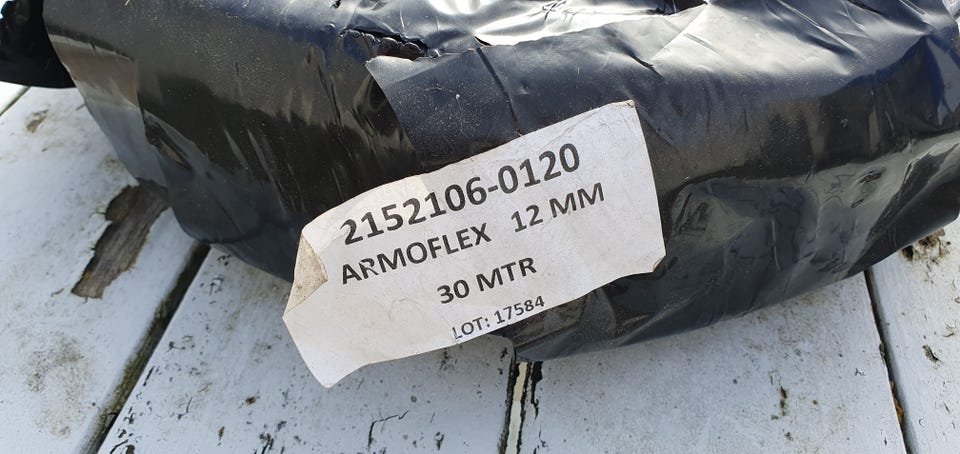 2152106-0120
ARMOFLEX 12 MM
30 MTR
LOT: 17584